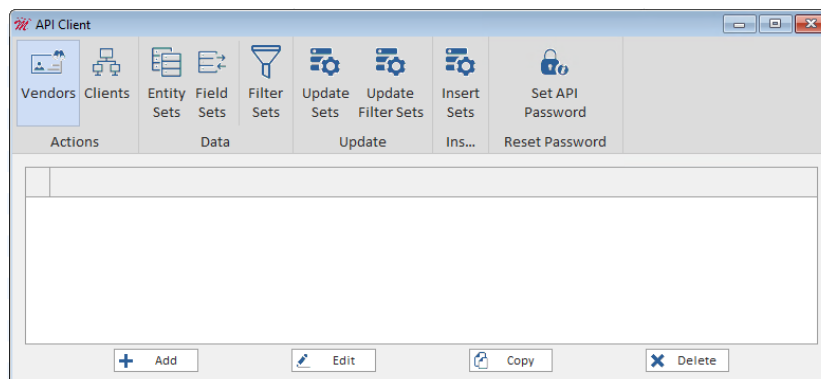 API Client
Vendors Clients Entity Field Filter Update Update Insert Set API
Sets Sets Sets Sets Filter Sets Sets Password
Actions Data Update Ins... Reset Password
Add Edit Copy Delete